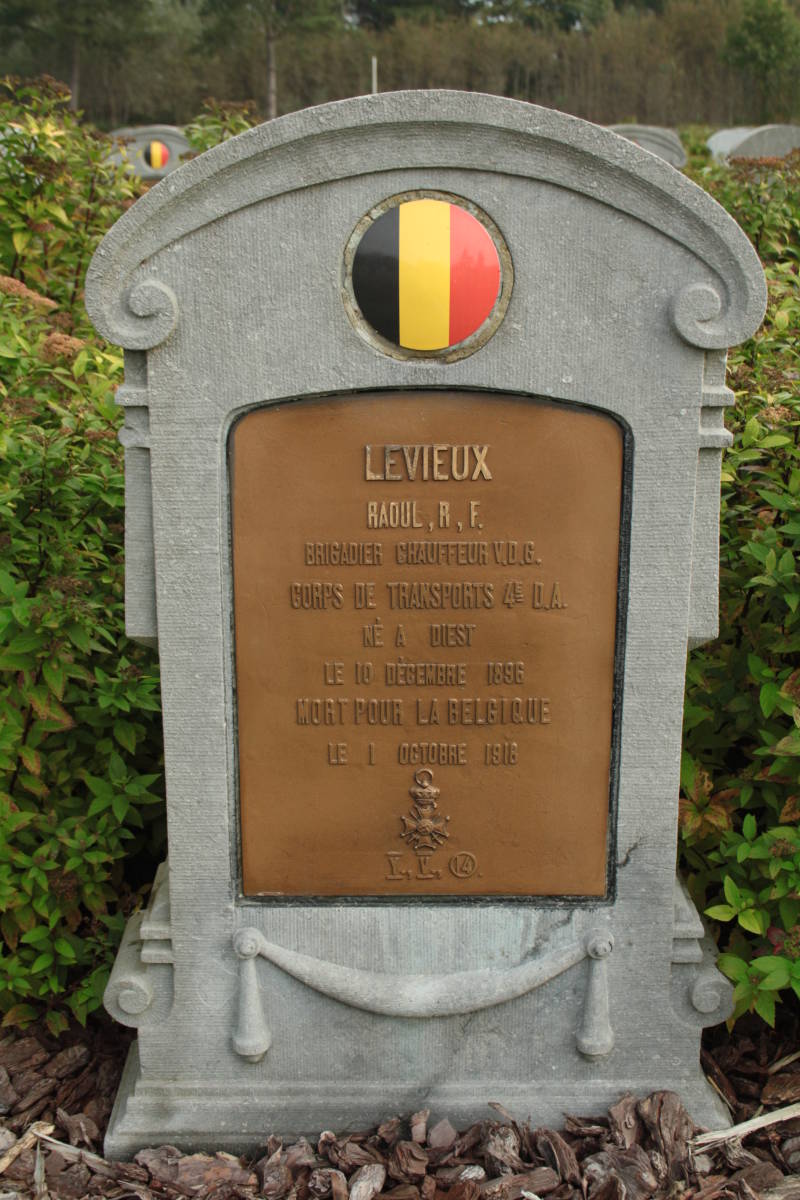 LEVIEUX
RAOUL, R, F.
BRIGADIER CHAUFFEUR V.D.G.
CORPS DE TRANSPORTS 4E D.A.
NÉ A DIEST
LE 10 DÉCEMBRE 1896
MORT POUR LA BELGIQUE
LE 1 OCTOBRE 1918
Y., Y. 14